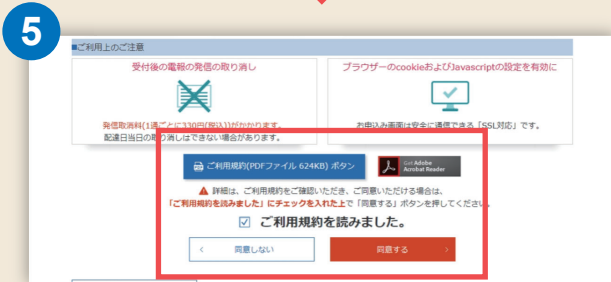 5
■ご利用上のご注意
受付後の電報の発信の取り消し
発信取消料(1通ごとに330円(税込))がかかります。
配達日当日の取り消しはできない場合があります。
ブラウザーのcookieおよびJavascriptの設定を有効に
お申込み画面は安全に通信できる「SSL対応」です。
ご利用規約(PDFファイル 624KB) ボタン
Get Adobe
Acrobat Reader
詳細は、ご利用規約をご確認いただき、ご同意いただける場合は、
「ご利用規約を読みました」にチェックを入れた上で「同意する」ボタンを押してください。
ご利用規約を読みました。
同意しない
同意する